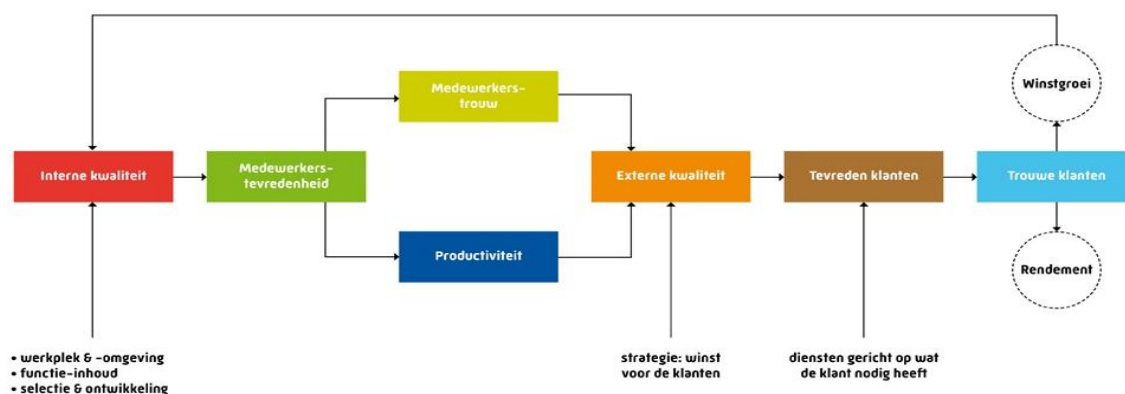 Winstgroei
Medewerkers-
trouw
Interne kwaliteit
Medewerkers-
tevredenheid
Externe kwaliteit
Tevreden klanten
Trouwe klanten
Productiviteit
Rendement
• werkplek & -omgeving
• functie-inhoud
• selectie & ontwikkeling
strategie: winst
voor de klanten
diensten gericht op wat
de klant nodig heeft